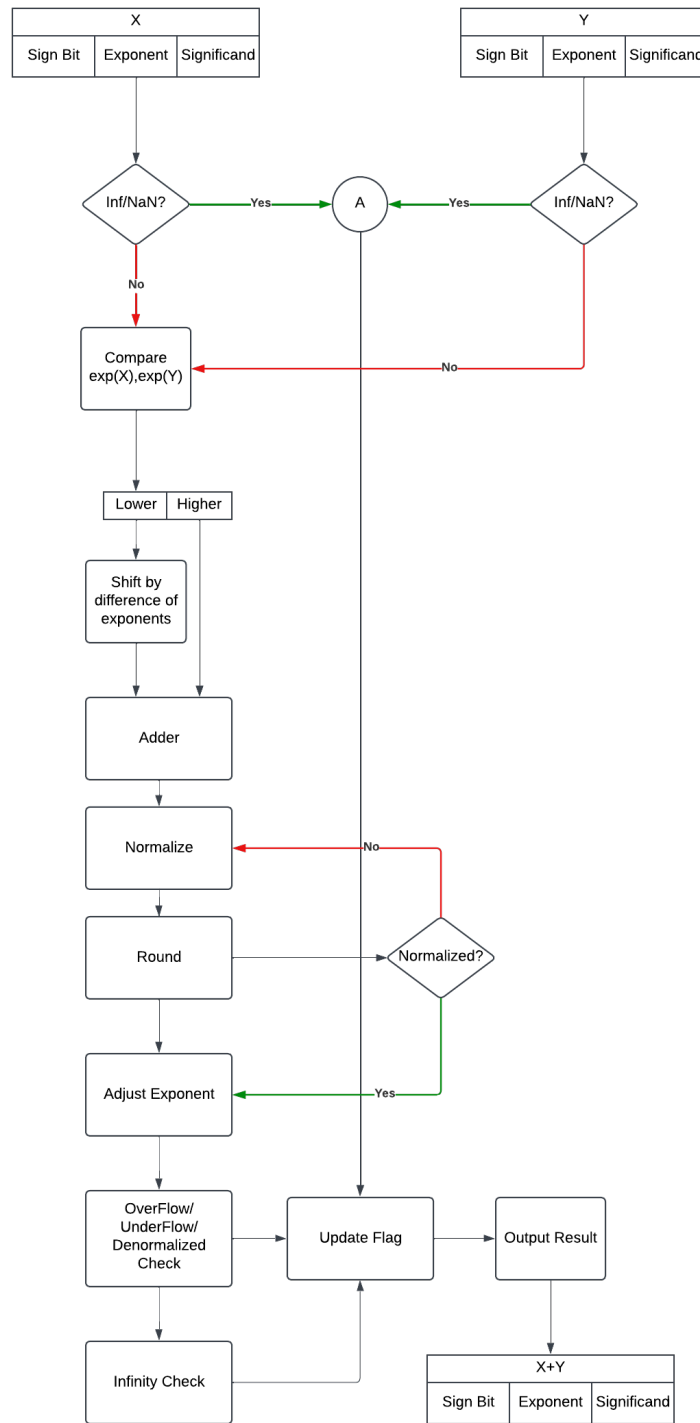 X
Sign Bit Exponent Significand
Y
Sign Bit Exponent Significand
Inf/NaN?
Yes
A
Yes
Inf/NaN?
No
Compare
exp(X),exp(Y)
No
Lower Higher
Shift by
difference of
exponents
Adder
Normalize
No
Round
Normalized?
Adjust Exponent
Yes
OverFlow/
UnderFlow/
Denormalized
Check
Update Flag
Output Result
Infinity Check
X+Y
Sign Bit Exponent Significand